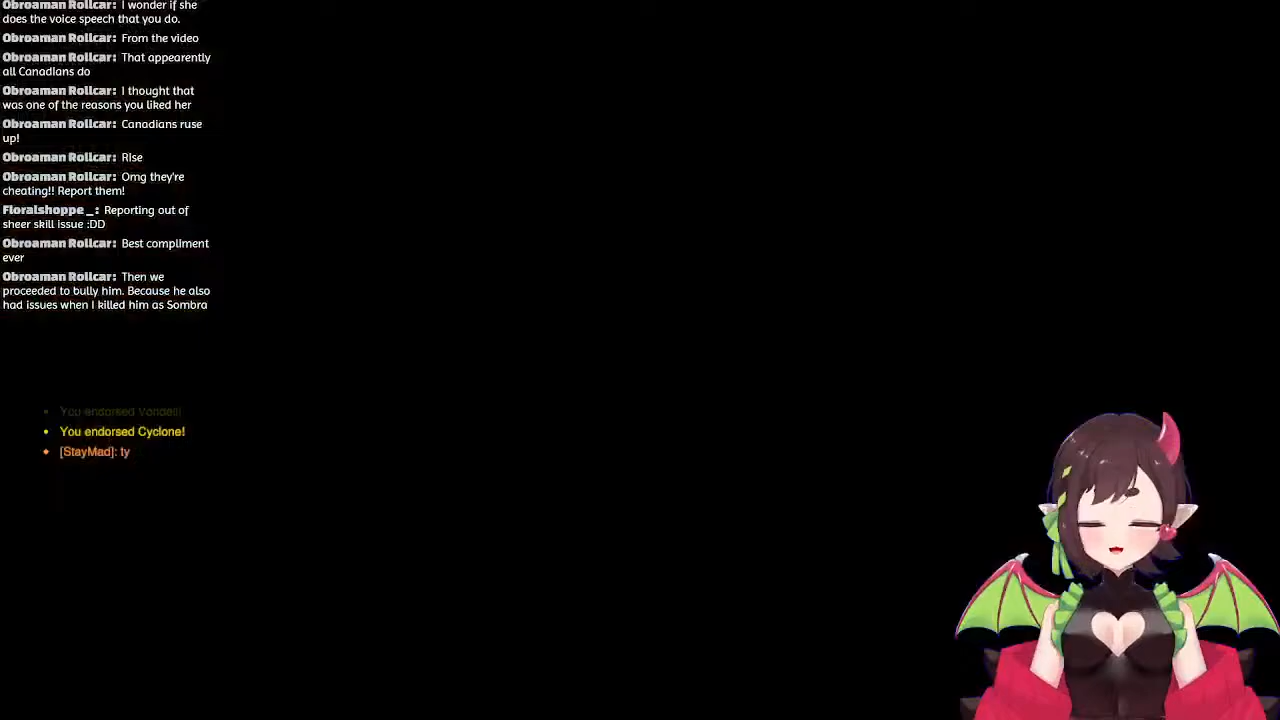 Obroaman Rollcar: I wonder if she
does the voice speech that you do.
Obroaman Rollcar: From the video
Obroaman Rollcar: That appearently
all Canadians do
Obroaman Rollcar: I thought that
was one of the reasons you liked her
Obroaman Rollcar: Canadians ruse
up!
Obroaman Rollcar: Rise
Obroaman Rollcar: Omg they're
cheating!! Report them!
Floralshoppe_: Reporting out of
sheer skill issue :DD
Obroaman Rollcar: Best compliment
ever
Obroaman Rollcar: Then we
proceeded to bully him. Because he also
had issues when I killed him as Sombra
You endorsed
You endorsed Cyclone!
[StayMad]: ty